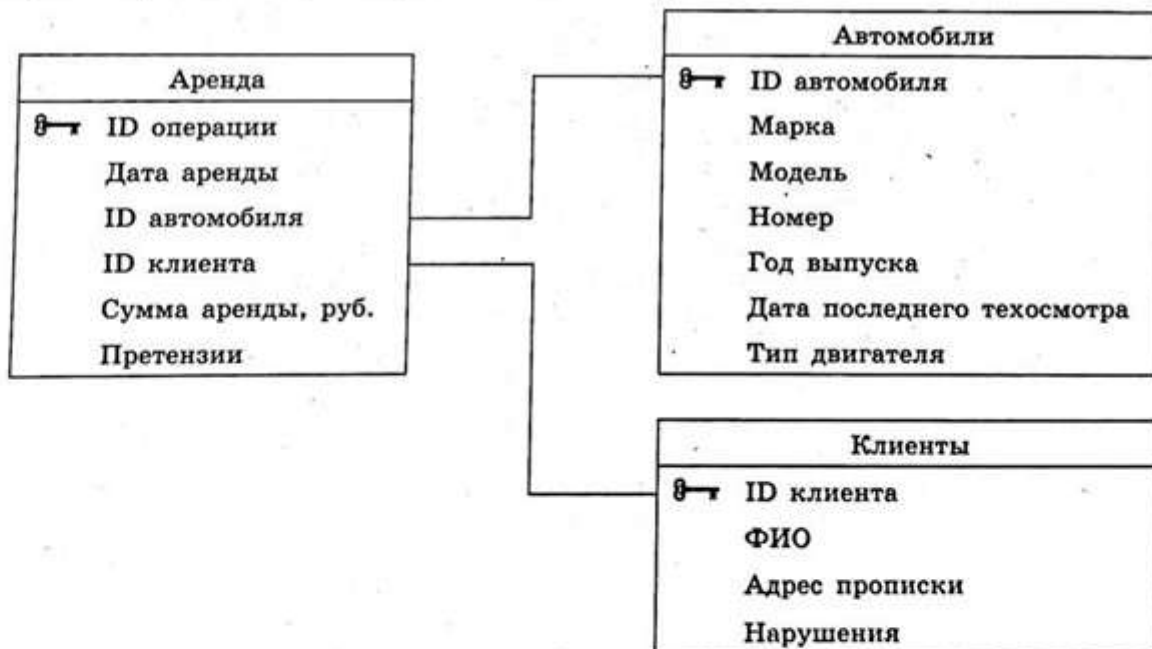 Аренда
ID операции
Дата аренды
ID автомобиля
ID клиента
Сумма аренды, руб.
Претензии
Автомобили
ID автомобиля
Марка
Модель
Номер
Год выпуска
Дата последнего техосмотра
Тип двигателя
Клиенты
ID клиента
ФИО
Адрес прописки
Нарушения